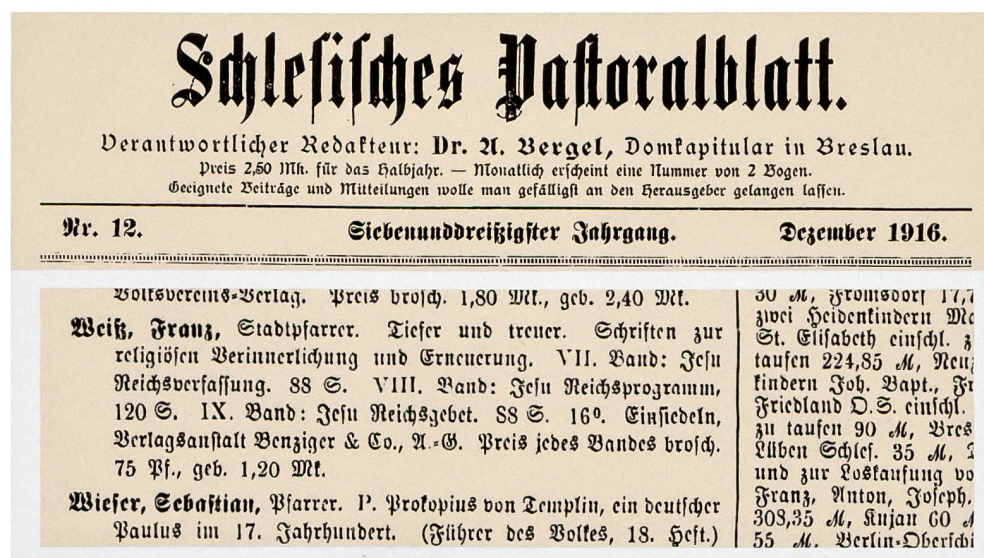 Schlesisches Pastoralblatt.
Verantwortlicher Redakteur: Dr. A. Bergel, Domkapitular in Breslau.
Preis 2,50 Mk. für das Halbjahr. — Monatlich erscheint eine Nummer von 2 Bogen.
Geeignete Beiträge und Mitteilungen wolle man gefälligst an den Herausgeber gelangen lassen.
Nr. 12. Siebenunddreißigster Jahrgang. Dezember 1916.
Volksvereins-Verlag. Preis brosch. 1,80 Mk., geb. 2,40 Mk.
Weiß, Franz, Stadtpfarrer. Tiefer und treuer. Schriften zur
religiösen Verinnerlichung und Erneuerung. VII. Band: Jesu
Reichsverfassung. 88 S. VIII. Band: Jesu Reichsprogramm,
120 S. IX. Band: Jesu Reichsgebet. 88 S. 16°. Einsiedeln,
Verlagsanstalt Benziger & Co., A.-G. Preis jedes Bandes brosch.
75 Pf., geb. 1,20 Mk.
Wieser, Sebastian, Pfarrer. P. Prokopius von Templin, ein deutscher
Paulus im 17. Jahrhundert. (Führer des Volkes, 18. Heft.)
30 M, Fromsdorf 17,
zwei Heidenkindern
St. Elisabeth einschl.
taufen 224,85 M,
kindern Joh. Bapt.,
Friedland O.S. einschl.
zu taufen 90 M,
Lüben Schles. 35 M,
und zur Loskaufung
Franz, Anton, Joseph,
308,35 M, Kujau 60
55 M,